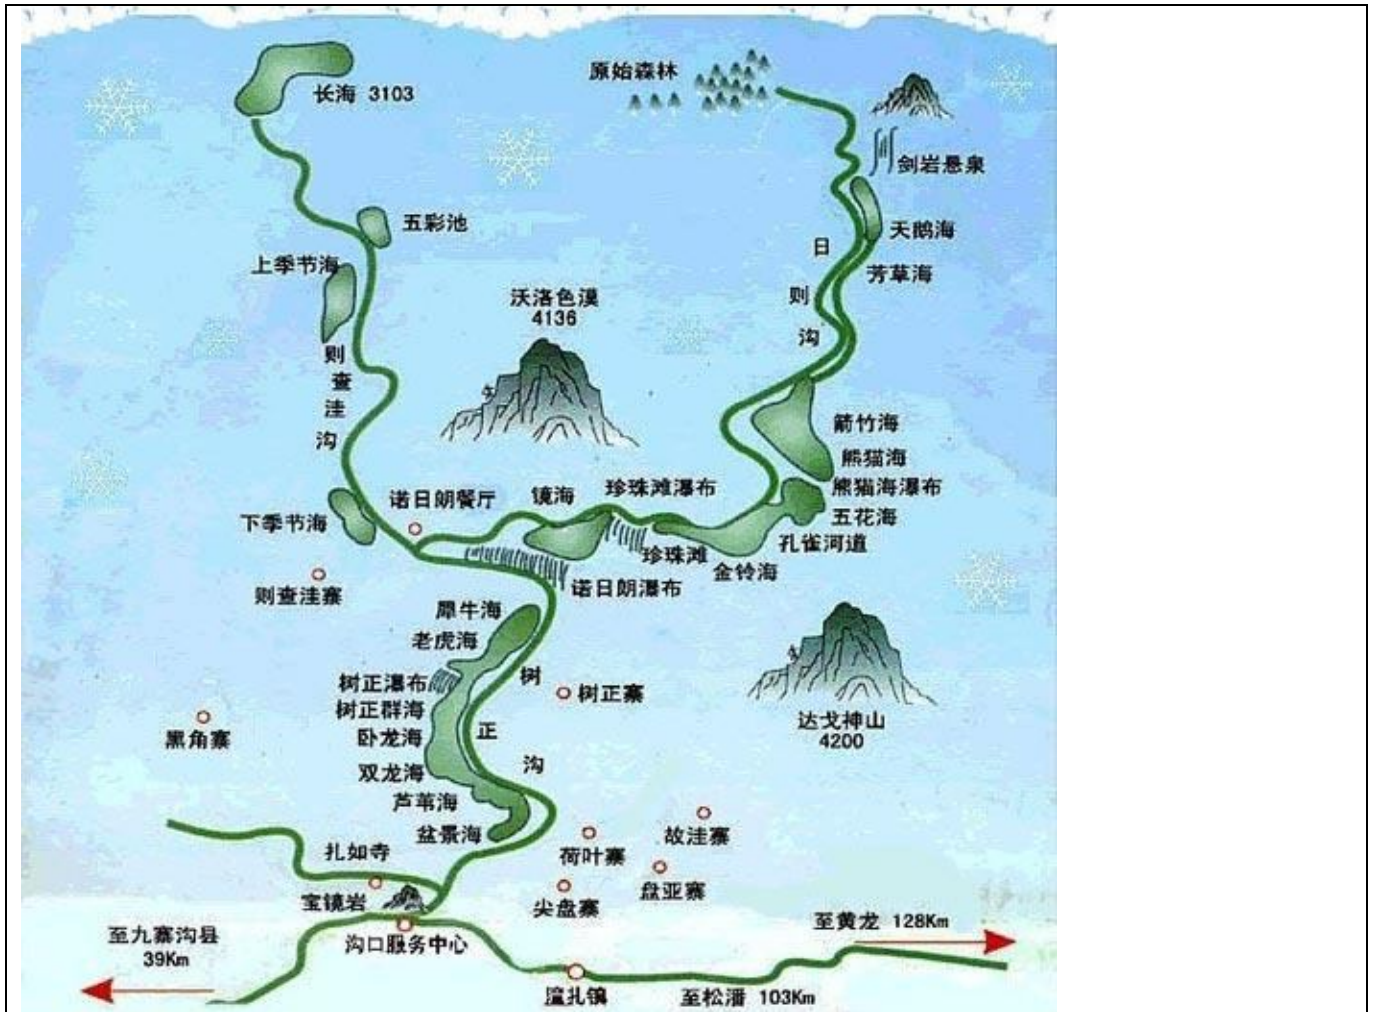 长海 3103
原始森林
剑岩悬泉
五彩池
天鹅海
日
则
沟
芳草海
上季节海
沃洛色漠
4136
则
查
洼
沟
箭竹海
熊猫海
熊猫海瀑布
五花海
孔雀河道
诺日朗餐厅
镜海
珍珠滩瀑布
下季节海
珍珠滩
金铃海
诺日朗瀑布
则查洼寨
犀牛海
老虎海
树
正
沟
树正瀑布
树正寨
树正群海
卧龙海
黑角寨
达戈神山
4200
双龙海
芦苇海
盆景海
扎如寺
荷叶寨
故洼寨
宝镜岩
尖盘寨
盘亚寨
至黄龙 128Km
至九寨沟县
39Km
沟口服务中心
至松潘 103Km